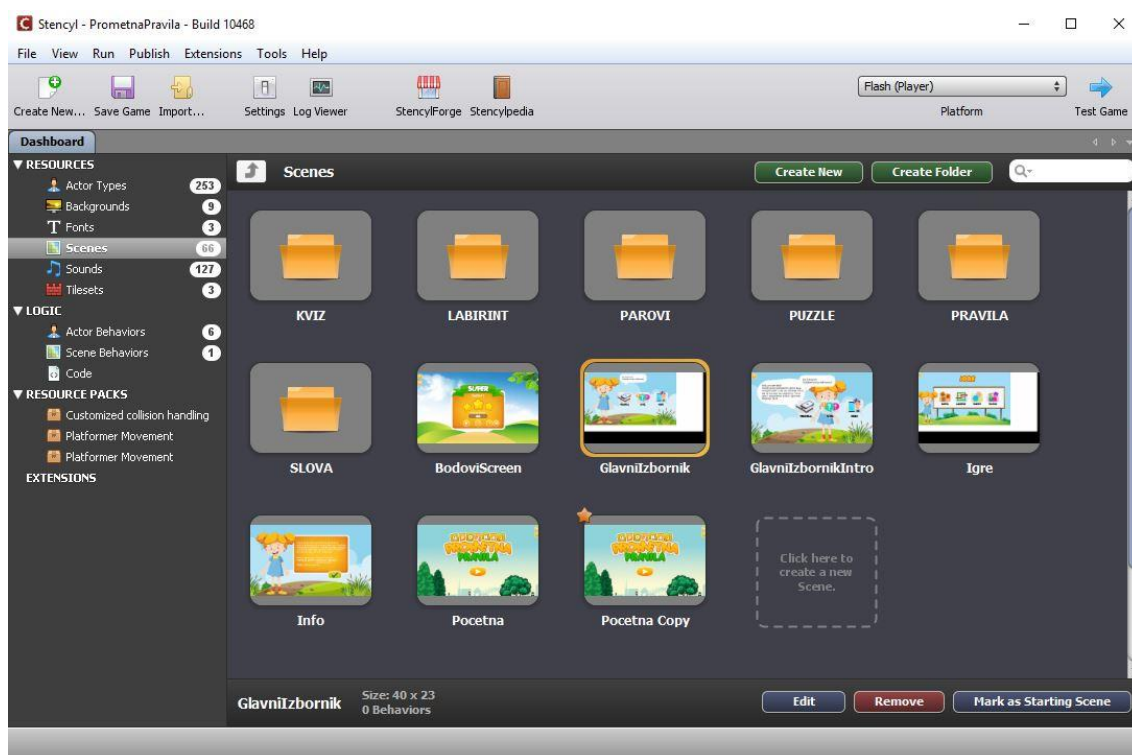 Stencyl - PrometnaPravila - Build 10468
File View Run Publish Extensions Tools Help
Create New... Save Game Import... Settings Log Viewer StencylForge Stencylpedia
Flash (Player)
Platform
Test Game
Dashboard
RESOURCES
Actor Types 253
Backgrounds 9
Fonts 3
Scenes 66
Sounds 127
Tilesets 3
LOGIC
Actor Behaviors 6
Scene Behaviors 1
Code
RESOURCE PACKS
Customized collision handling
Platformer Movement
Platformer Movement
EXTENSIONS
Scenes
Create New Create Folder
KVIZ LABIRINT PAROVI PUZZLE PRAVILA
SUPER
SLOVA BodoviScreen GlavniIzbornik GlavniIzbornikIntro Igre
PROMETNA
PRAVILA
PROMETNA
PRAVILA
Click here to
create a new
Scene.
Info Pocetna Pocetna Copy
GlavniIzbornik
Size: 40 x 23
0 Behaviors
Edit Remove Mark as Starting Scene